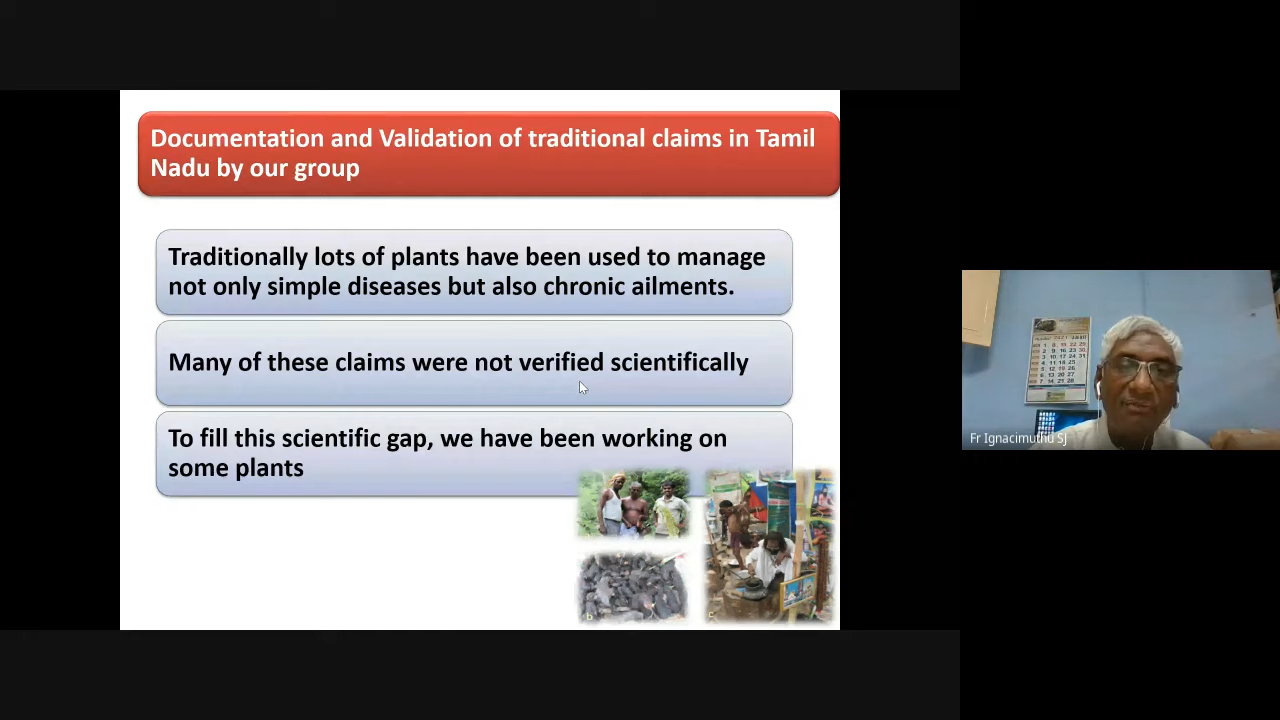 Documentation and Validation of traditional claims in Tamil
Nadu by our group
Traditionally lots of plants have been used to manage
not only simple diseases but also chronic ailments.
Many of these claims were not verified scientifically
To fill this scientific gap, we have been working on
some plants
b
c
Fr Ignacimuthu SJ